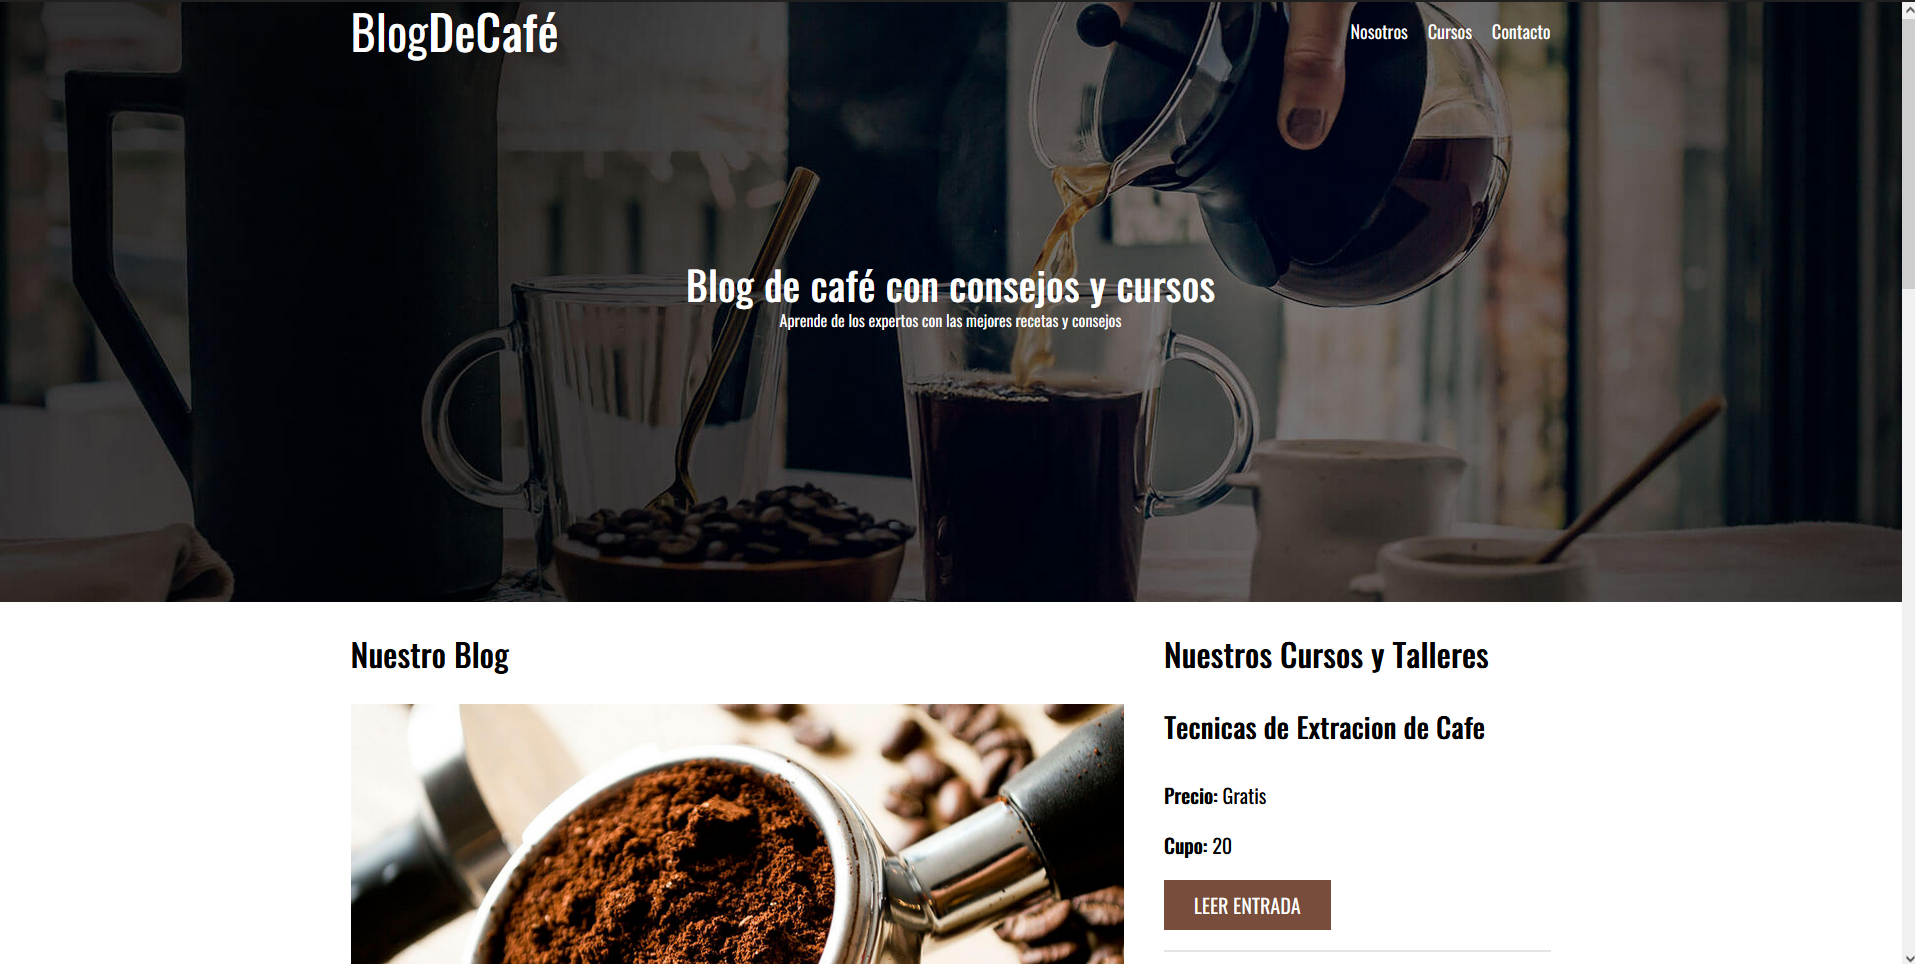 BlogDeCafé
Nosotros Cursos Contacto
Blog de café con consejos y cursos
Aprende de los expertos con las mejores recetas y consejos
Nuestro Blog
Nuestros Cursos y Talleres
Tecnicas de Extracion de Cafe
Precio: Gratis
Cupo: 20
LEER ENTRADA